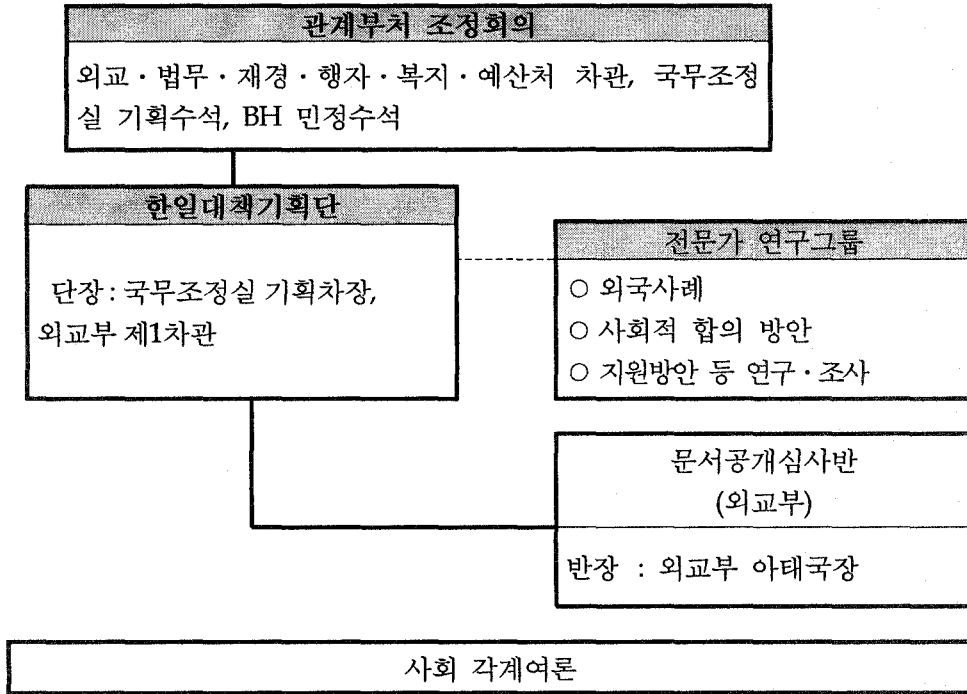 관계부처 조정회의
외교·법무·재경·행자·복지·예산처 차관, 국무조정
실 기획수석, BH 민정수석
한일대책기획단
단장 : 국무조정실 기획차장,
외교부 제1차관
전문가 연구그룹
○ 외국사례
○ 사회적 합의 방안
○ 지원방안 등 연구·조사
문서공개심사반
(외교부)
반장 : 외교부 아태국장
사회 각계여론